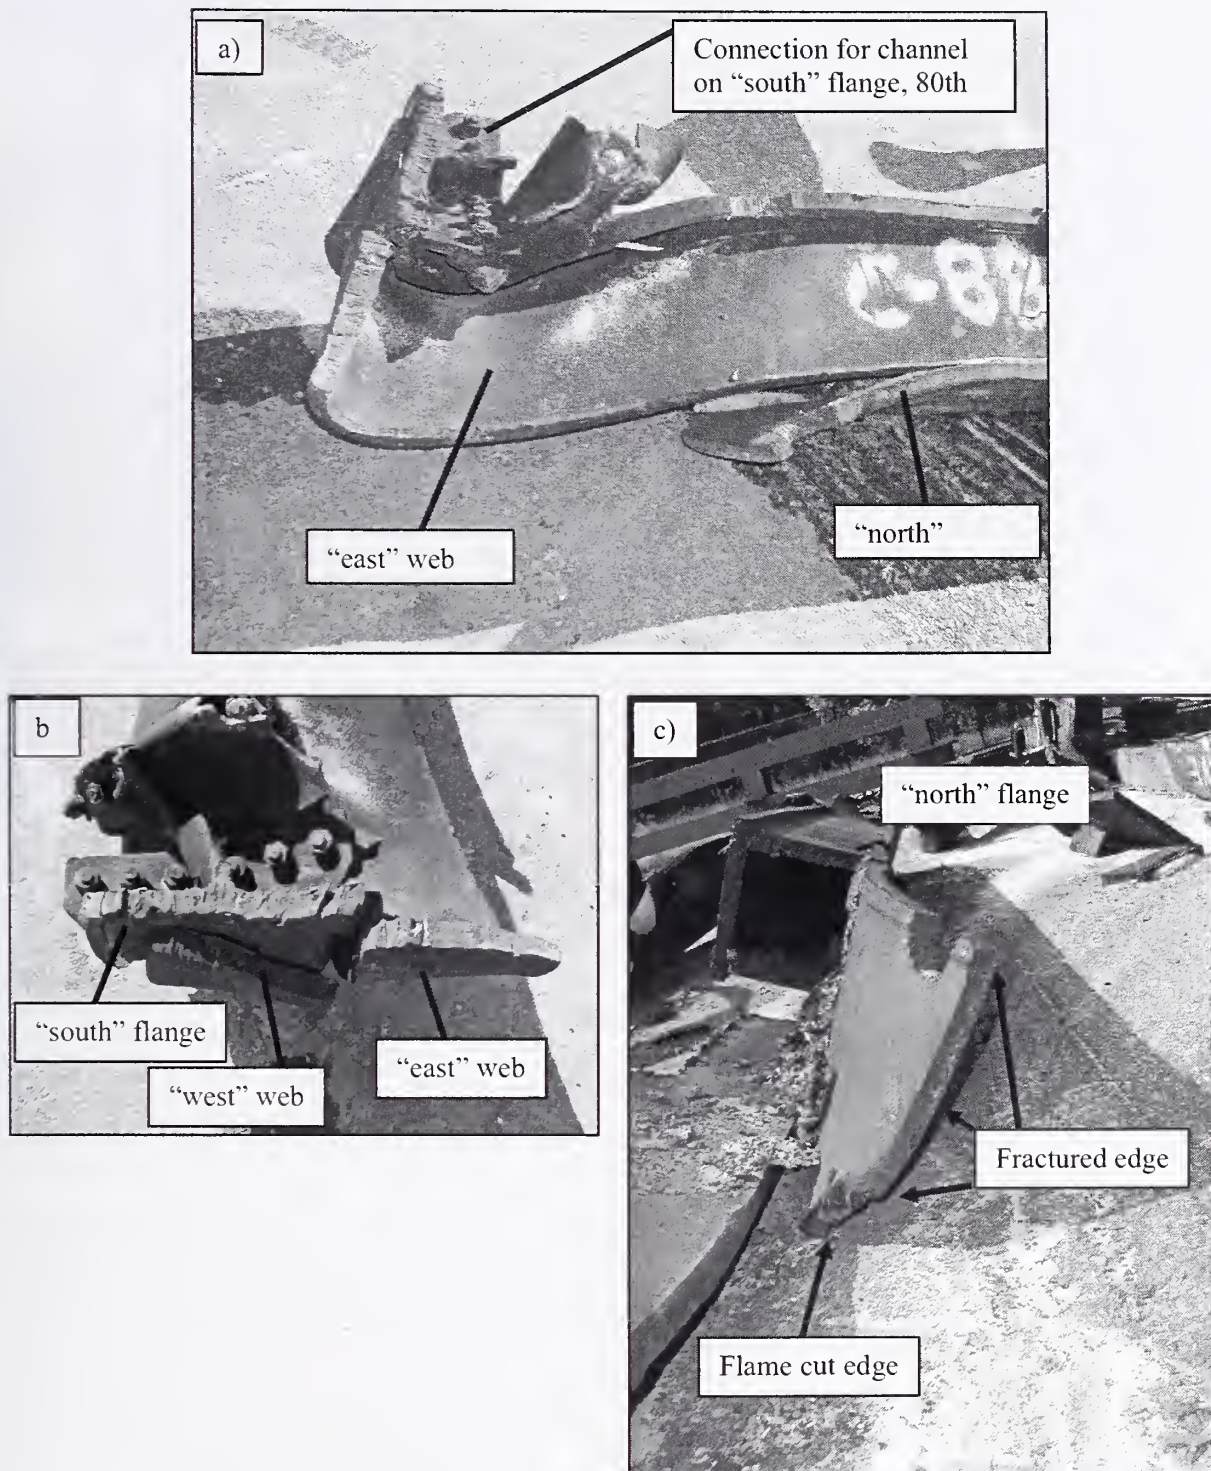 a)
Connection for channel
on “south” flange, 80th
“east” web
“north”
b
“south” flange
“west” web
“east” web
c)
“north” flange
Fractured edge
Flame cut edge